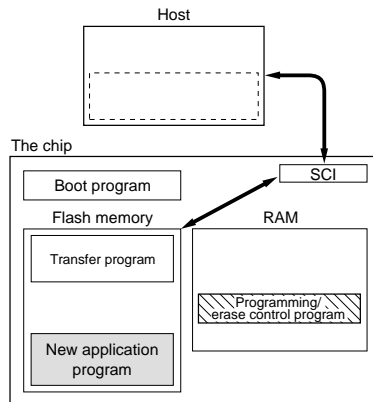 Host
The chip
SCI
Boot program
Flash memory
RAM
Transfer program
Programming/
erase control program
New application
program